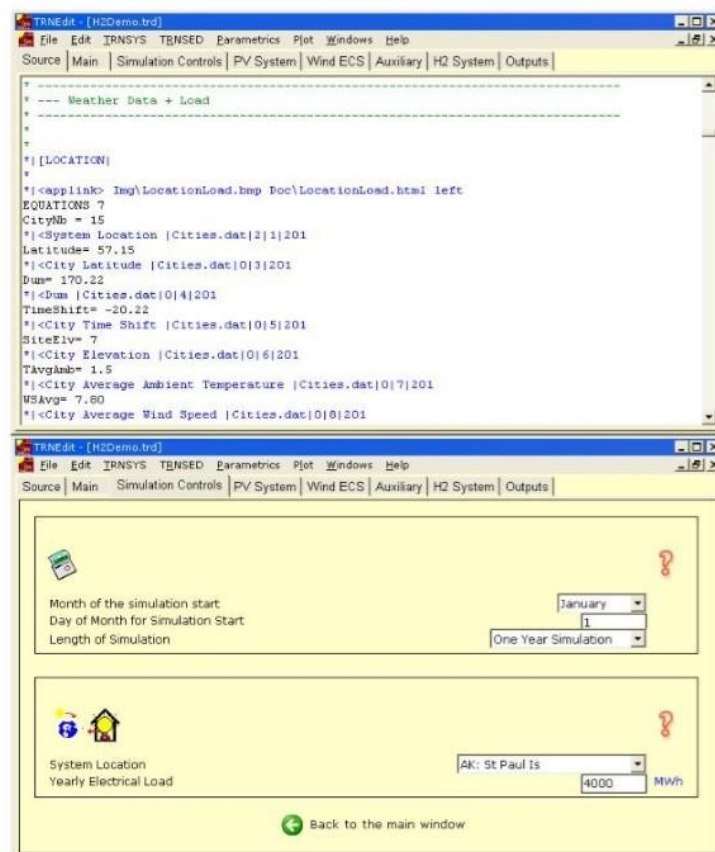 TRNEdit - [H2Demo.trd]
File Edit TRNSYS TRNSED Parametrics Plot Windows Help
Source Main Simulation Controls PV System Wind ECS Auxiliary H2 System Outputs
* ------------------------------------------------------------------------
* --- Weather Data + Load
* ------------------------------------------------------------------------
*
*
*|[LOCATION|
*
*|<applink> Img\LocationLoad.bmp Doc\LocationLoad.html left
EQUATIONS 7
CityNb = 15
*|<System Location |Cities.dat|2|1|201
Latitude= 57.15
*|<City Latitude |Cities.dat|0|3|201
Dum= 170.22
*|<Dum |Cities.dat|0|4|201
TimeShift= -20.22
*|<City Time Shift |Cities.dat|0|5|201
SiteElv= 7
*|<City Elevation |Cities.dat|0|6|201
TAvgAmb= 1.5
*|<City Average Ambient Temperature |Cities.dat|0|7|201
WSAvg= 7.80
*|<City Average Wind Speed |Cities.dat|0|8|201
TRNEdit - [H2Demo.trd]
File Edit TRNSYS TRNSED Parametrics Plot Windows Help
Source Main Simulation Controls PV System Wind ECS Auxiliary H2 System Outputs
?
Month of the simulation start January
Day of Month for Simulation Start 1
Length of Simulation One Year Simulation
?
System Location AK: St Paul Is
Yearly Electrical Load 4000 MWh
Back to the main window